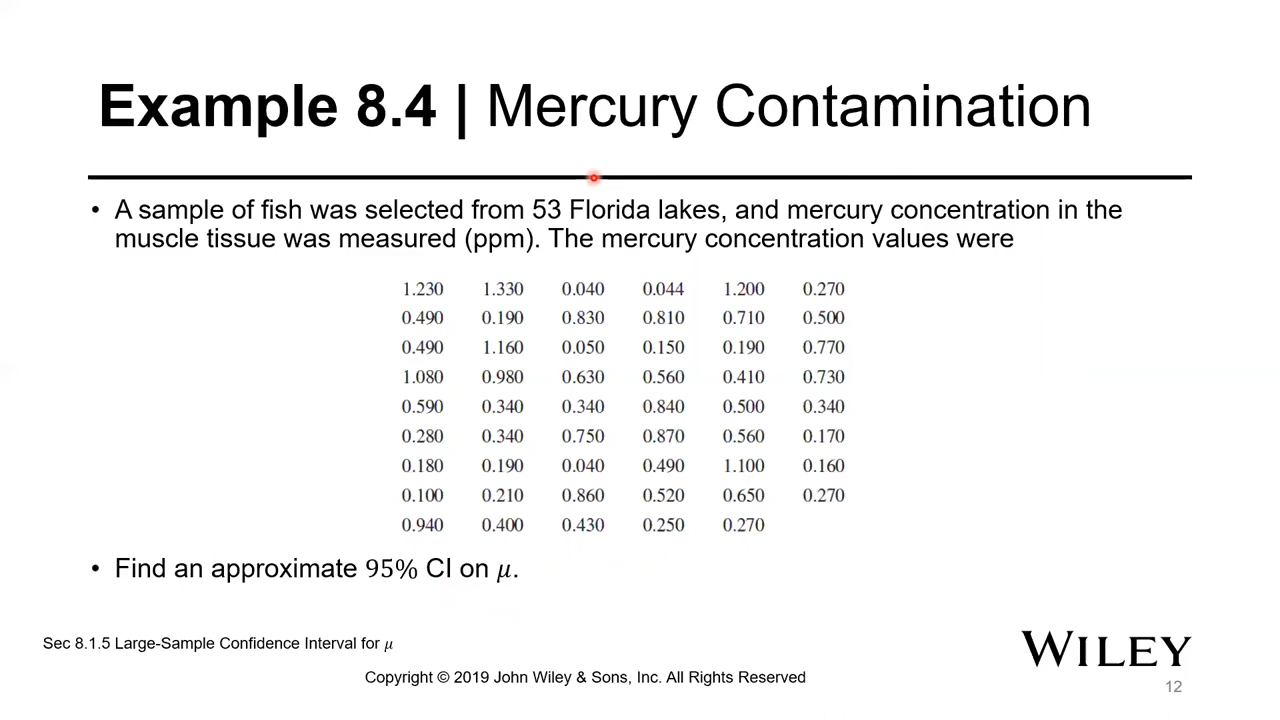 Example 8.4 | Mercury Contamination
• A sample of fish was selected from 53 Florida lakes, and mercury concentration in the
muscle tissue was measured (ppm). The mercury concentration values were
1.230 1.330 0.040 0.044 1.200 0.270
0.490 0.190 0.830 0.810 0.710 0.500
0.490 1.160 0.050 0.150 0.190 0.770
1.080 0.980 0.630 0.560 0.410 0.730
0.590 0.340 0.340 0.840 0.500 0.340
0.280 0.340 0.750 0.870 0.560 0.170
0.180 0.190 0.040 0.490 1.100 0.160
0.100 0.210 0.860 0.520 0.650 0.270
0.940 0.400 0.430 0.250 0.270
• Find an approximate 95% CI on 𝜇.
Sec 8.1.5 Large-Sample Confidence Interval for 𝜇
WILEY
Copyright © 2019 John Wiley & Sons, Inc. All Rights Reserved
12